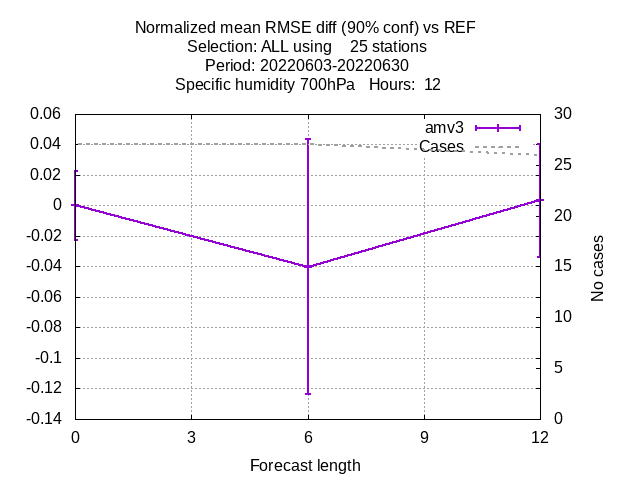 Normalized mean RMSE diff (90% conf) vs REF
Selection: ALL using 25 stations
Period: 20220603-20220630
Specific humidity 700hPa Hours: 12
0.06
0.04
0.02
0
-0.02
-0.04
-0.06
-0.08
-0.1
-0.12
-0.14
amv3
Cases
30
25
20
15
10
5
0
No cases
0 3 6 9 12
Forecast length